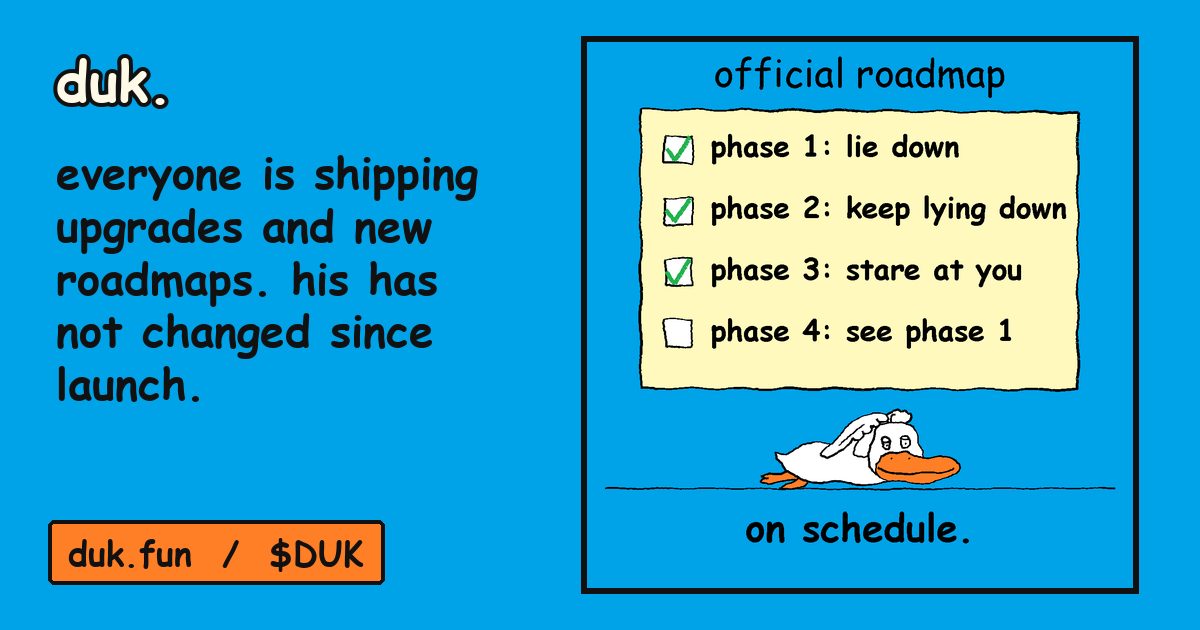 duk.
everyone is shipping
upgrades and new
roadmaps. his has
not changed since
launch.
duk.fun / $DUK
official roadmap
phase 1: lie down
phase 2: keep lying down
phase 3: stare at you
phase 4: see phase 1
on schedule.